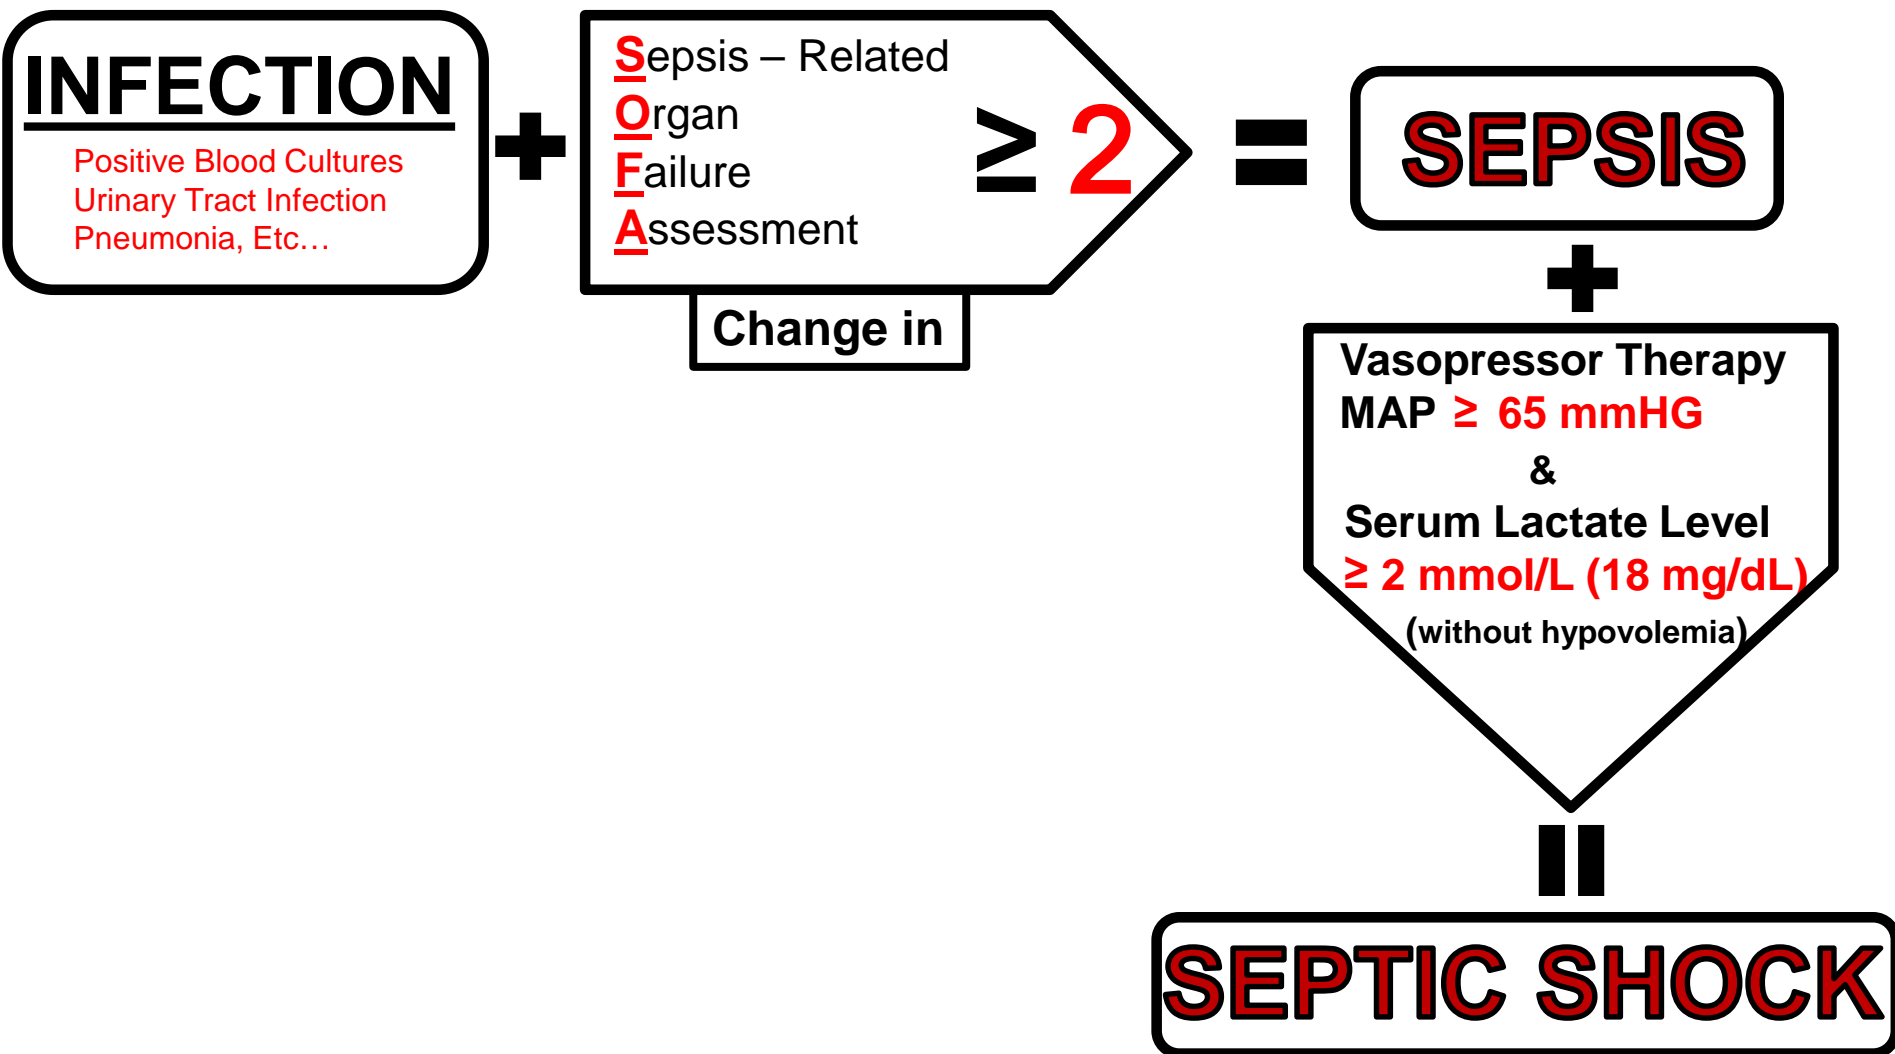 INFECTION
Positive Blood Cultures
Urinary Tract Infection
Pneumonia, Etc…
+
Sepsis – Related
Organ
Failure
Assessment
≥ 2
Change in
=
SEPSIS
+
Vasopressor Therapy
MAP ≥ 65 mmHG
&
Serum Lactate Level
≥ 2 mmol/L (18 mg/dL)
(without hypovolemia)
=
SEPTIC SHOCK